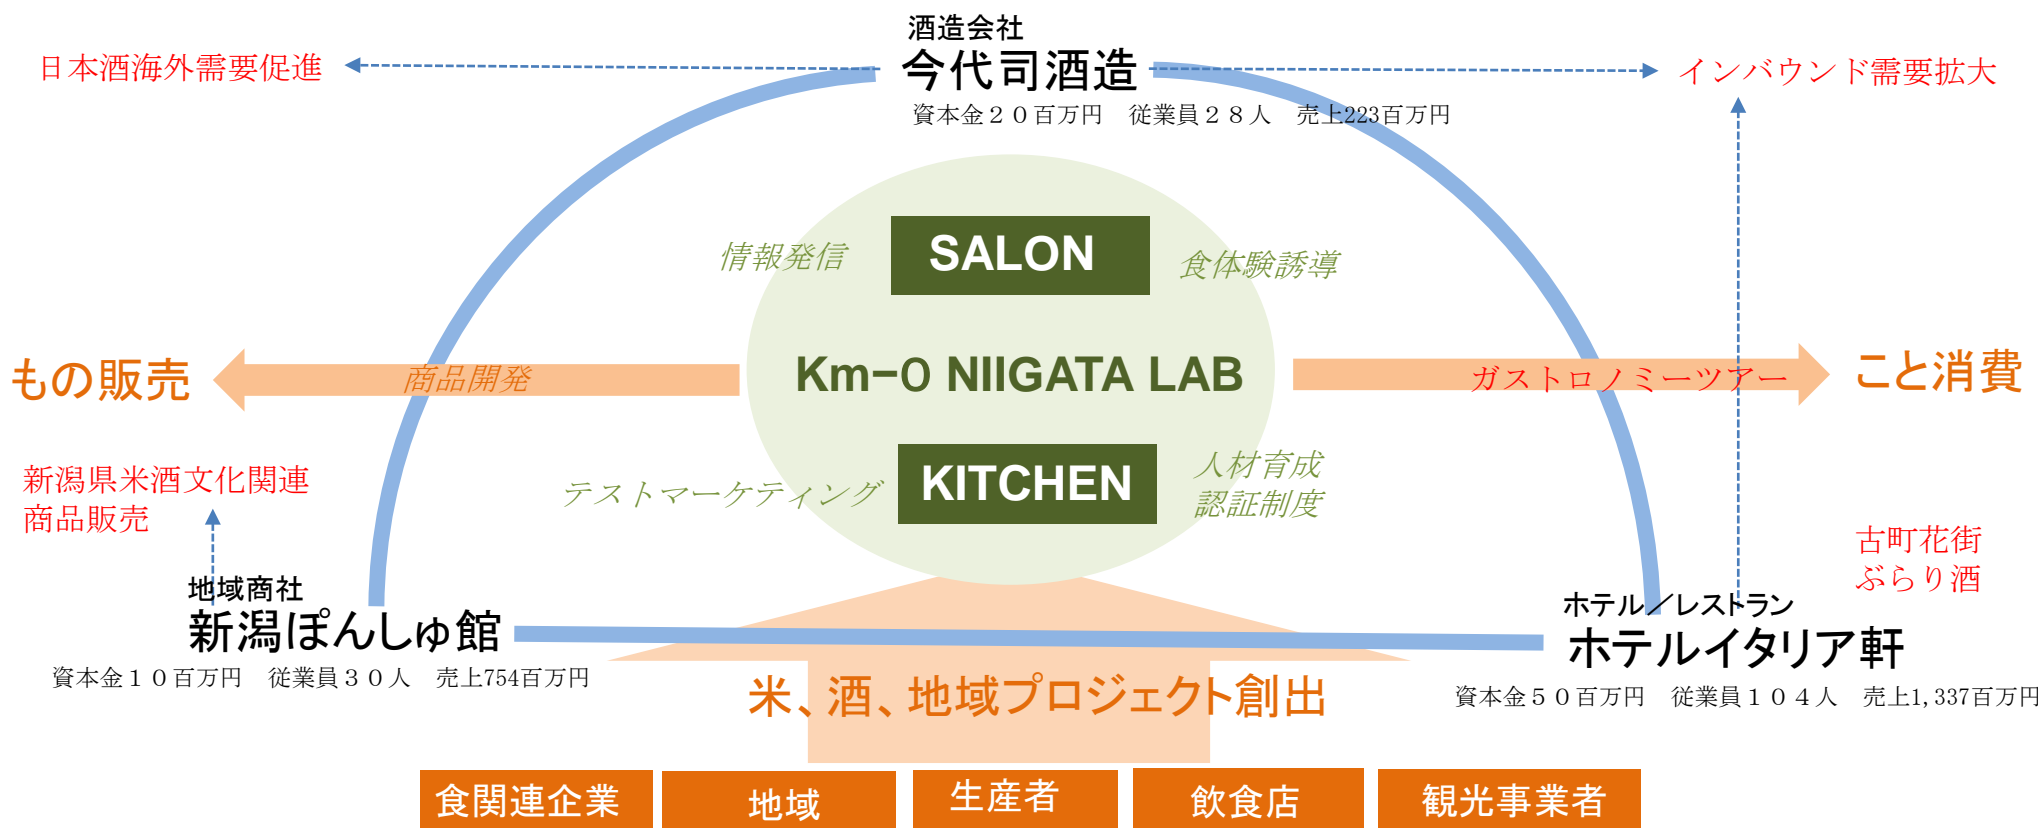 酒造会社
今代司酒造
資本金２０百万円　従業員２８人　売上223百万円
日本酒海外需要促進
インバウンド需要拡大
SALON
情報発信
食体験誘導
もの販売
商品開発
Km−0 NIIGATA LAB
ガストロノミーツアー
こと消費
KITCHEN
テストマーケティング
人材育成
認証制度
新潟県米酒文化関連
商品販売
古町花街
ぶらり酒
地域商社
新潟ぽんしゅ館
資本金１０百万円　従業員３０人　売上754百万円
ホテル／レストラン
ホテルイタリア軒
資本金５０百万円　従業員１０４人　売上1,337百万円
米、酒、地域プロジェクト創出
食関連企業
地域
生産者
飲食店
観光事業者